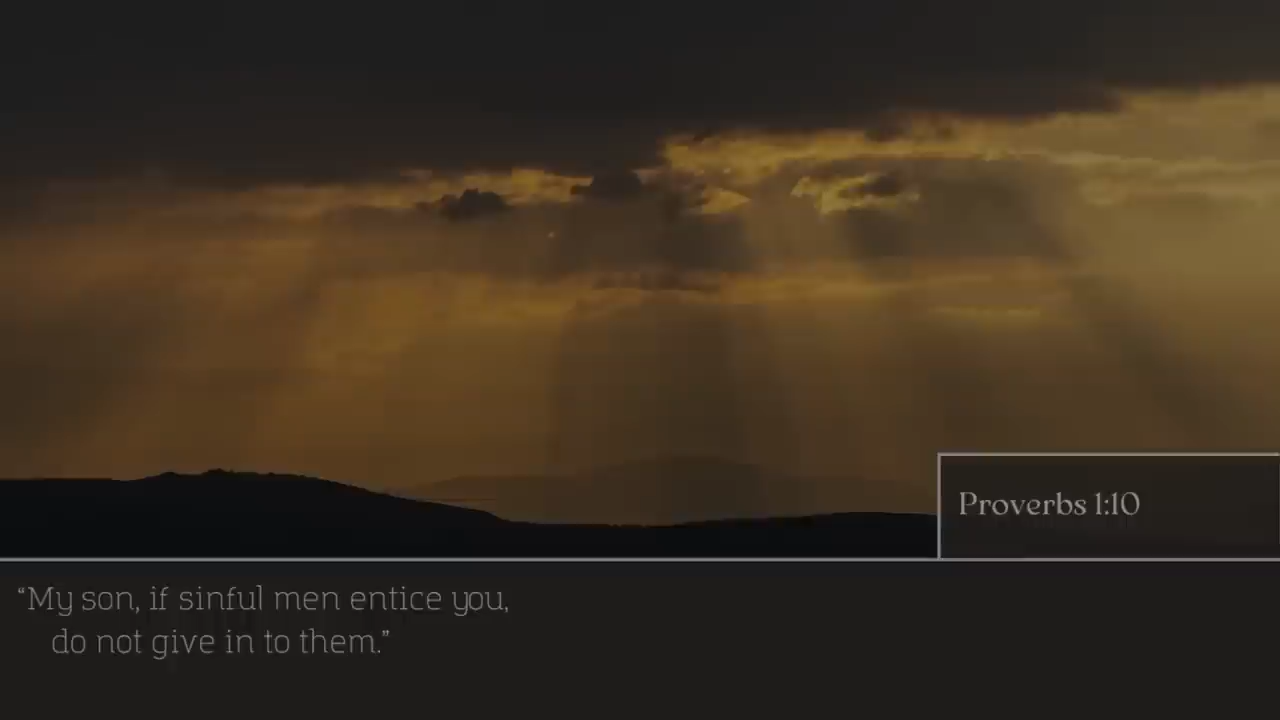 Proverbs 1:10
“My son, if sinful men entice you,
do not give in to them.”